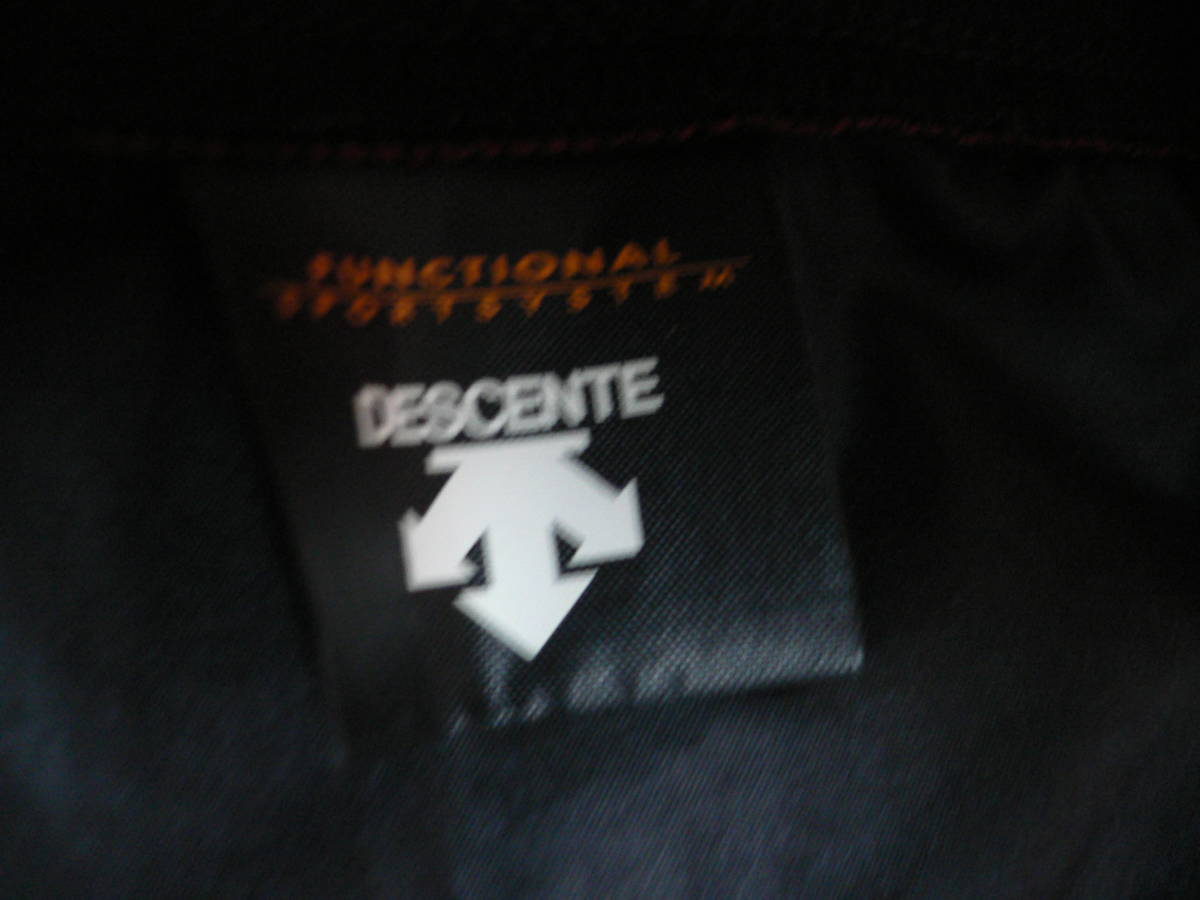 FUNCTIONAL
SPORTSYSTEM
DESCENTE